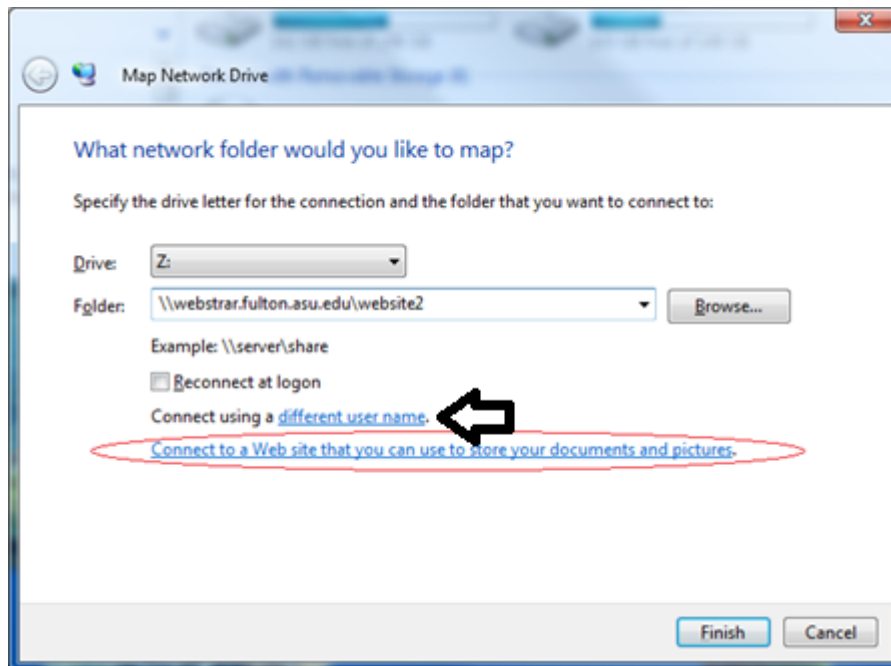 Map Network Drive
What network folder would you like to map?
Specify the drive letter for the connection and the folder that you want to connect to:
Drive: Z:
Folder: \\webstrar.fulton.asu.edu\website2 Browse...
Example: \\server\share
Reconnect at logon
Connect using a different user name.
Connect to a Web site that you can use to store your documents and pictures.
Finish Cancel